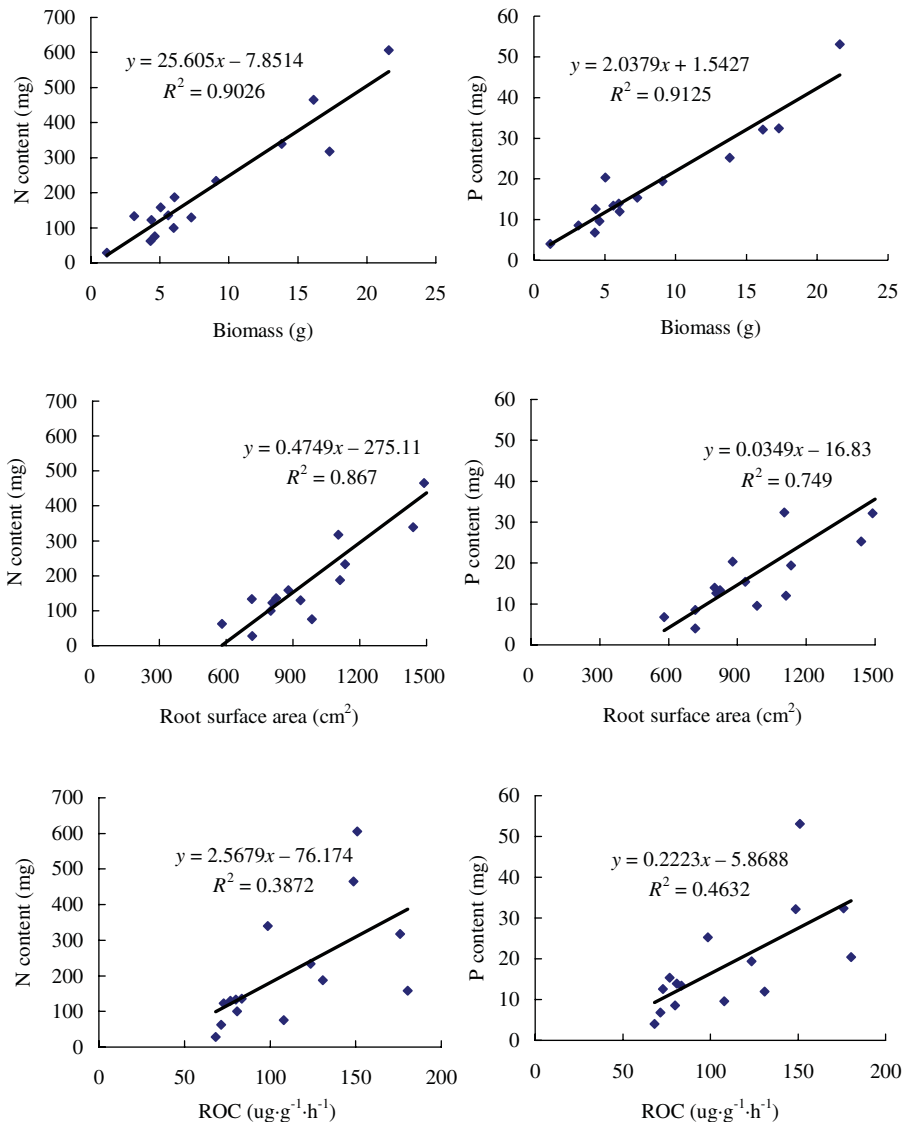 700
600
500
400
300
200
100
0
N content (mg)
y = 25.605x – 7.8514
R² = 0.9026
0 5 10 15 20 25
Biomass (g)
60
50
40
30
20
10
0
P content (mg)
y = 2.0379x + 1.5427
R² = 0.9125
0 5 10 15 20 25
Biomass (g)
700
600
500
400
300
200
100
0
N content (mg)
y = 0.4749x – 275.11
R² = 0.867
0 300 600 900 1200 1500
Root surface area (cm²)
60
50
40
30
20
10
0
P content (mg)
y = 0.0349x – 16.83
R² = 0.749
0 300 600 900 1200 1500
Root surface area (cm²)
700
600
500
400
300
200
100
0
N content (mg)
y = 2.5679x – 76.174
R² = 0.3872
0 50 100 150 200
ROC (ug·g⁻¹·h⁻¹)
60
50
40
30
20
10
0
P content (mg)
y = 0.2223x – 5.8688
R² = 0.4632
0 50 100 150 200
ROC (ug·g⁻¹·h⁻¹)